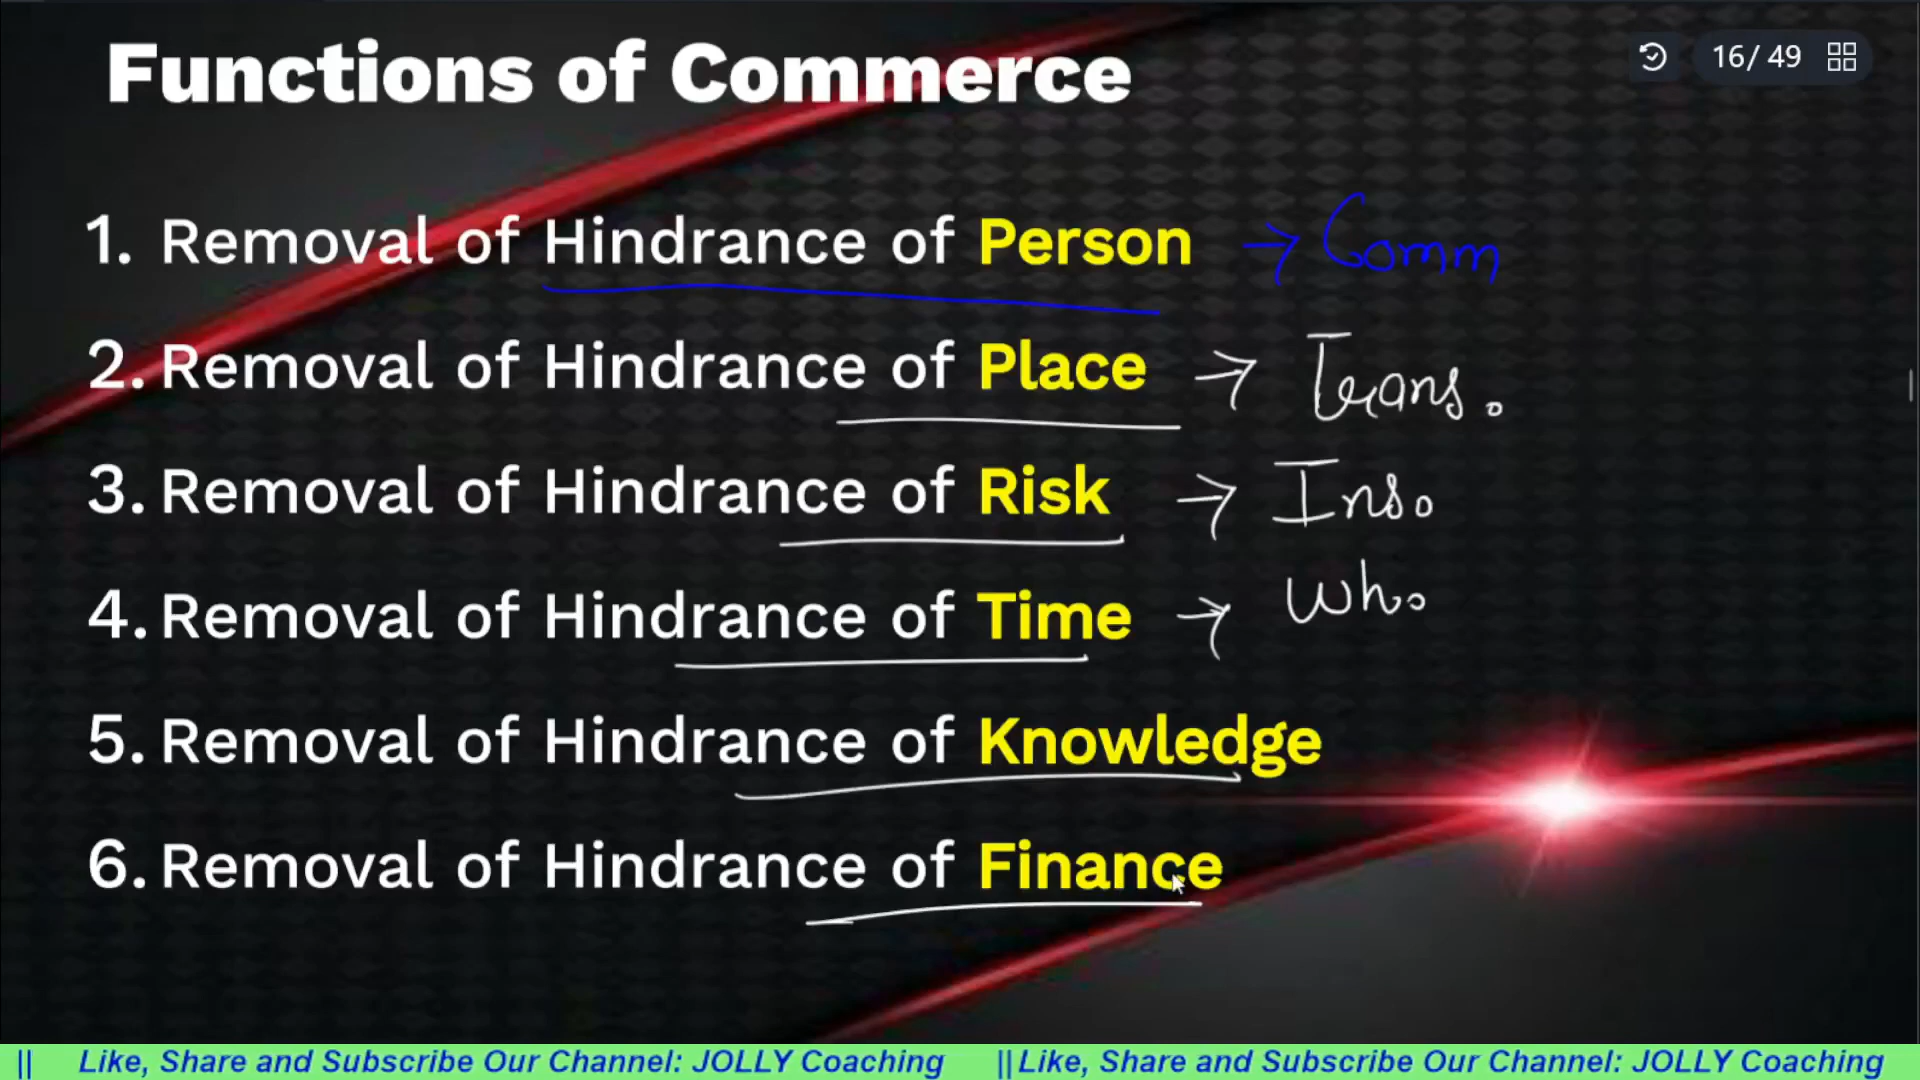 Functions of Commerce
16/ 49
1. Removal of Hindrance of Person → Comm
2. Removal of Hindrance of Place → Trans.
3. Removal of Hindrance of Risk → Ins.
4. Removal of Hindrance of Time → Wh.
5. Removal of Hindrance of Knowledge
6. Removal of Hindrance of Finance
|| Like, Share and Subscribe Our Channel: JOLLY Coaching || Like, Share and Subscribe Our Channel: JOLLY Coaching